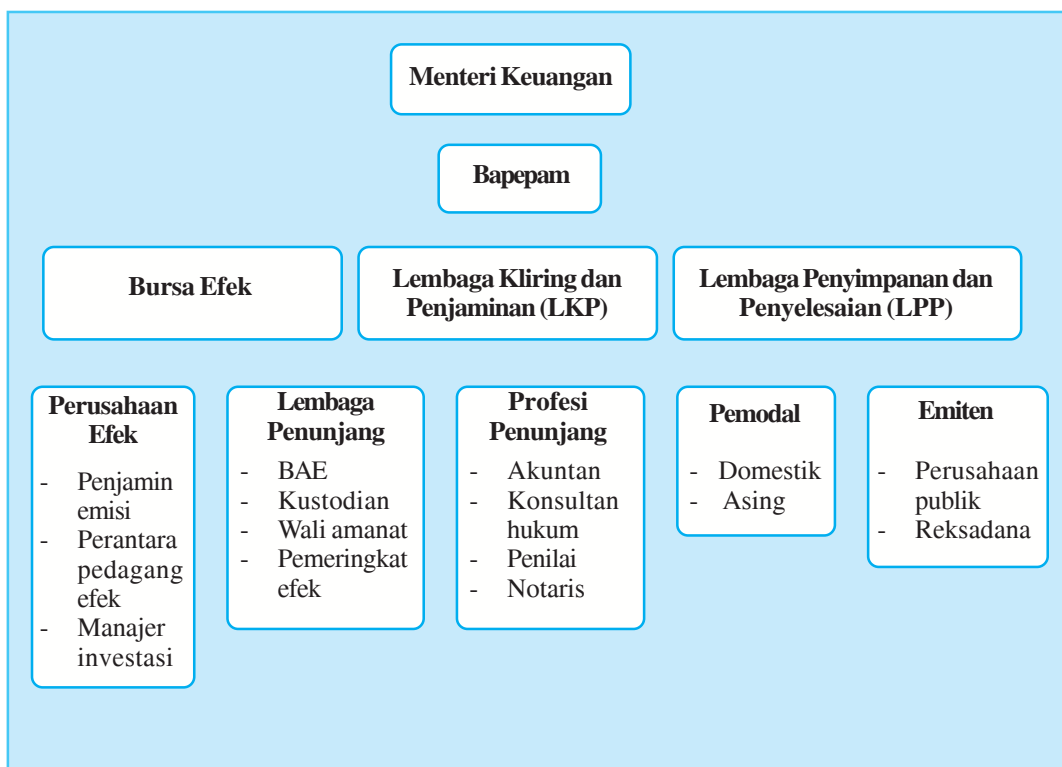 Menteri Keuangan
Bapepam
Bursa Efek
Lembaga Kliring dan
Penjaminan (LKP)
Lembaga Penyimpanan dan
Penyelesaian (LPP)
Perusahaan
Efek
- Penjamin
emisi
- Perantara
pedagang
efek
- Manajer
investasi
Lembaga
Penunjang
- BAE
- Kustodian
- Wali amanat
- Pemeringkat
efek
Profesi
Penunjang
- Akuntan
- Konsultan
hukum
- Penilai
- Notaris
Pemodal
- Domestik
- Asing
Emiten
- Perusahaan
publik
- Reksadana